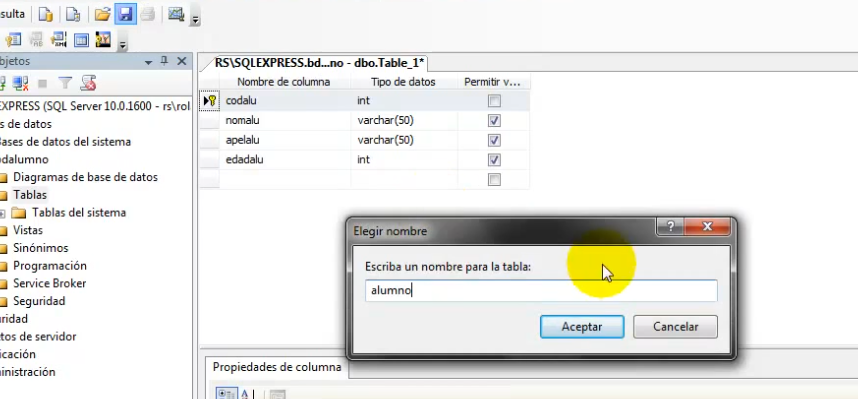 sulta
objetos
EXPRESS (SQL Server 10.0.1600 - rs\rol
s de datos
Bases de datos del sistema
dalumno
Diagramas de base de datos
Tablas
Tablas del sistema
Vistas
Sinónimos
Programación
Service Broker
Seguridad
ridad
tos de servidor
icación
inistración
RS\SQLEXPRESS.bd...no - dbo.Table_1*
Nombre de columna Tipo de datos Permitir v...
codalu int
nomalu varchar(50)
apelalu varchar(50)
edadalu int
Elegir nombre
Escriba un nombre para la tabla:
alumno
Aceptar Cancelar
Propiedades de columna